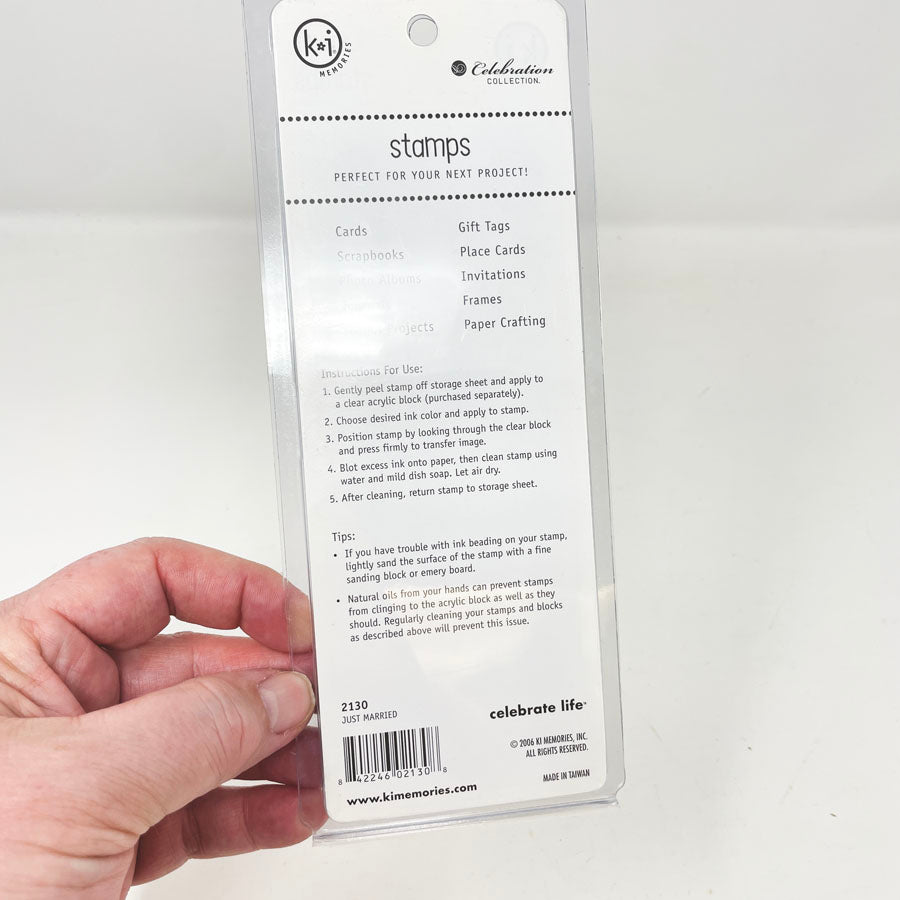 k i
MEMORIES
Celebration
COLLECTION.
stamps
PERFECT FOR YOUR NEXT PROJECT!
Cards
Scrapbooks
Photo Albums
Projects
Gift Tags
Place Cards
Invitations
Frames
Paper Crafting
Instructions For Use:
1. Gently peel stamp off storage sheet and apply to
a clear acrylic block (purchased separately).
2. Choose desired ink color and apply to stamp.
3. Position stamp by looking through the clear block
and press firmly to transfer image.
4. Blot excess ink onto paper, then clean stamp using
water and mild dish soap. Let air dry.
5. After cleaning, return stamp to storage sheet.
Tips:
• If you have trouble with ink beading on your stamp,
lightly sand the surface of the stamp with a fine
sanding block or emery board.
• Natural oils from your hands can prevent stamps
from clinging to the acrylic block as well as they
should. Regularly cleaning your stamps and blocks
as described above will prevent this issue.
2130
JUST MARRIED
8 42246 02130 8
www.kimemories.com
celebrate life™
© 2006 KI MEMORIES, INC.
ALL RIGHTS RESERVED.
MADE IN TAIWAN